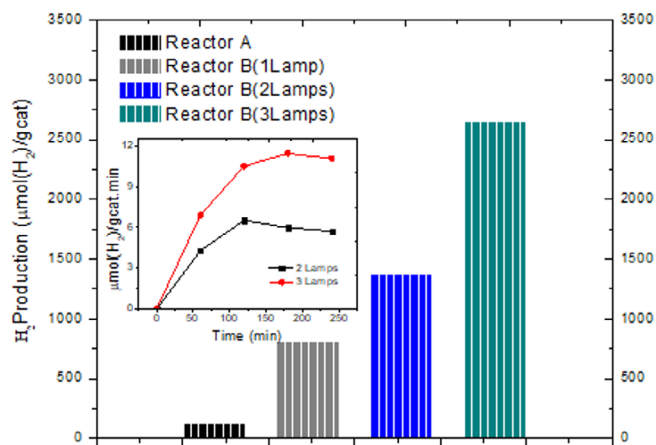 3500
3000
2500
2000
1500
1000
500
0
H₂Production (μmol(H₂)/gcat)
Reactor A
Reactor B(1Lamp)
Reactor B(2Lamps)
Reactor B(3Lamps)
12
9
6
3
0
μmol(H₂)/gcat.min
2 Lamps
3 Lamps
0 50 100 150 200 250
Time (min)
3500
3000
2500
2000
1500
1000
500
0